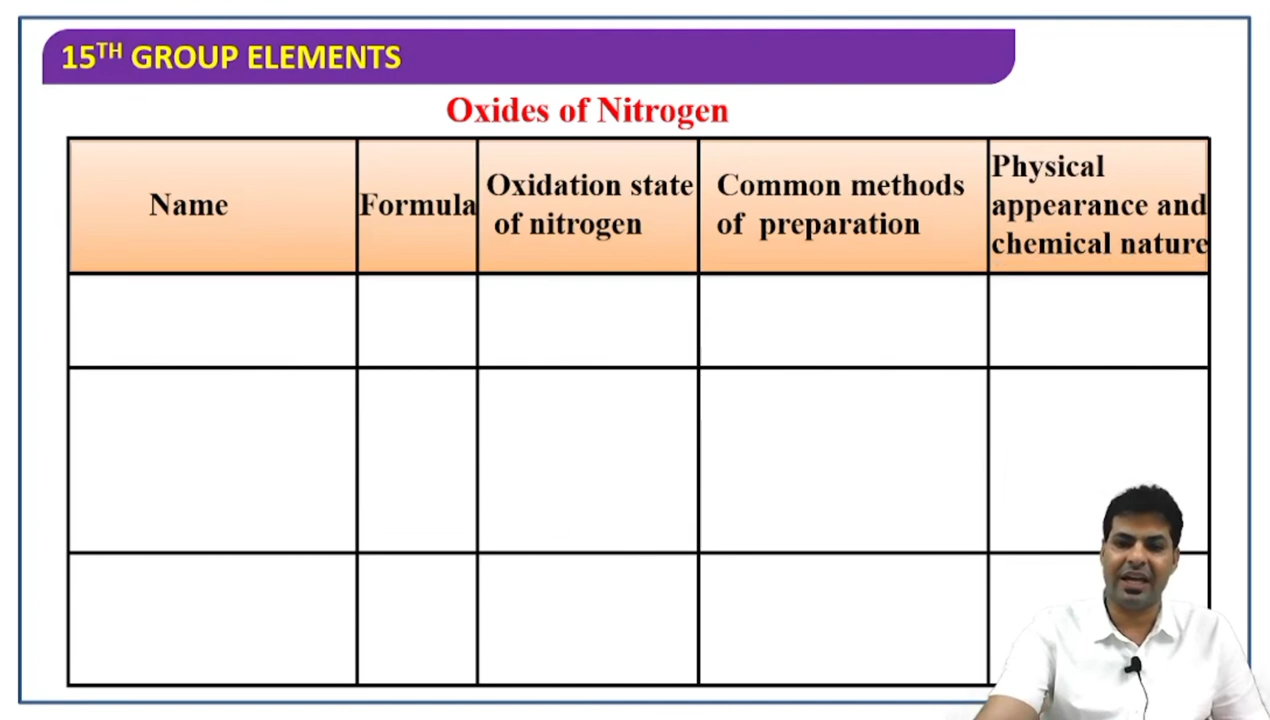 15TH GROUP ELEMENTS
Oxides of Nitrogen
Name
Formula
Oxidation state
of nitrogen
Common methods
of preparation
Physical
appearance and
chemical nature